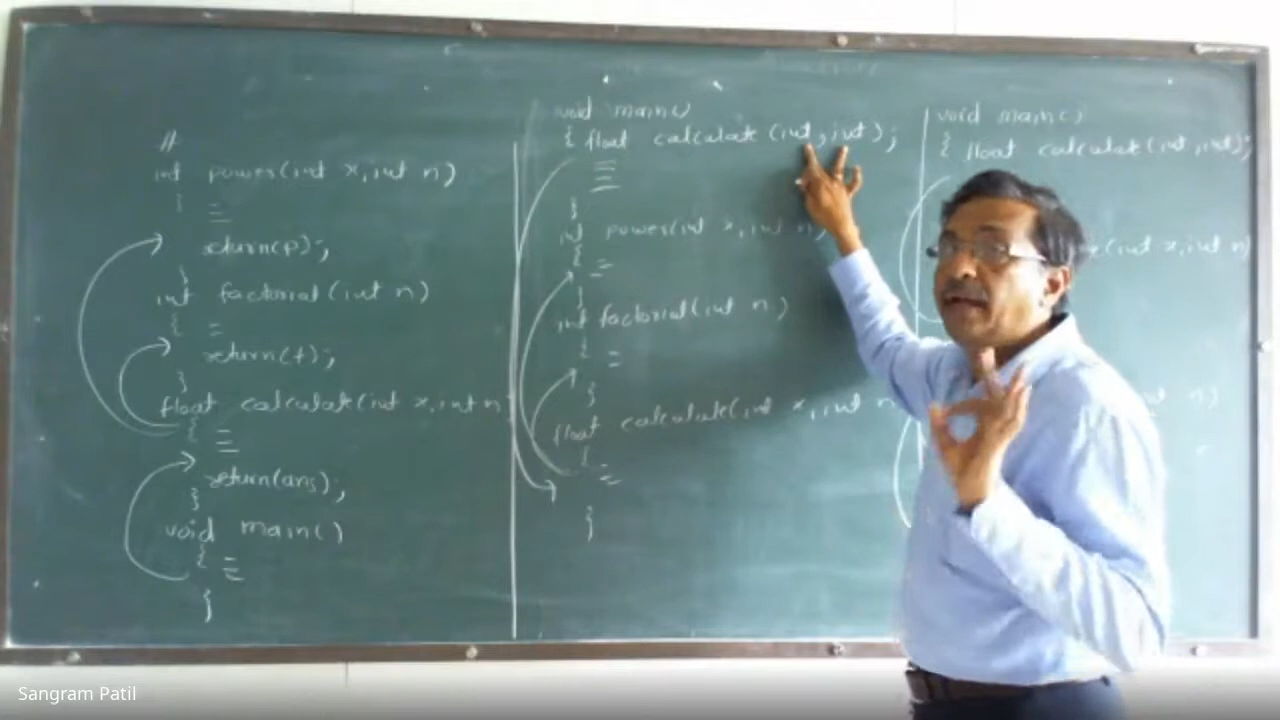 //
int power(int x, int n)
{
return(p);
}
int factorial(int n)
{
return(f);
}
float calculate(int x, int n
{
return(ans);
}
void main()
{
}
void main()
{ float calculate (int, int);
}
int power(int x, int n)
{
}
int factorial(int n)
{
}
float calculate(int x, int n
{
}
void main()
{ float calculate(int, int);
(int x, int n)
n)
Sangram Patil